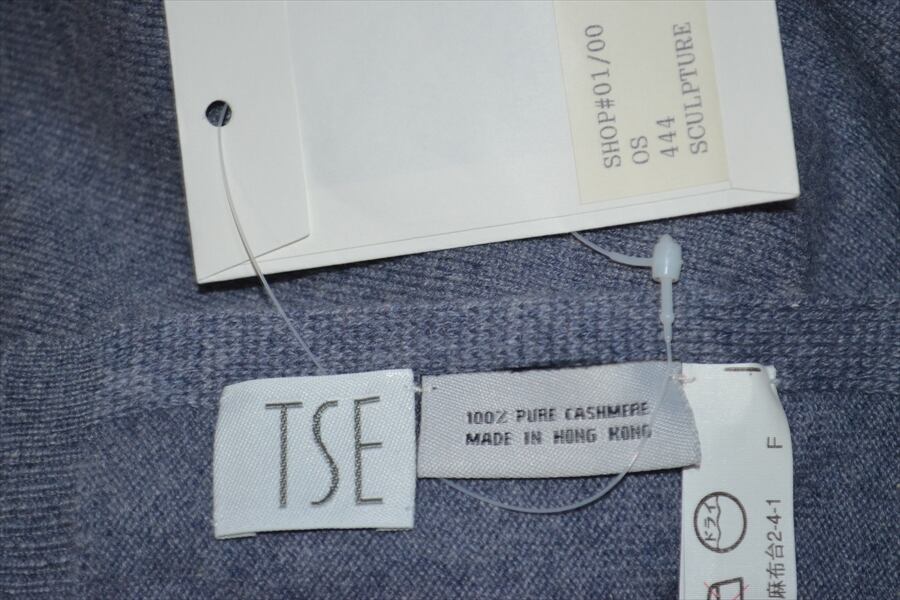 SHOP#01/00
OS
444
SCULPTURE
TSE
100% PURE CASHMERE
MADE IN HONG KONG
F
ドライ
麻布台2-4-1